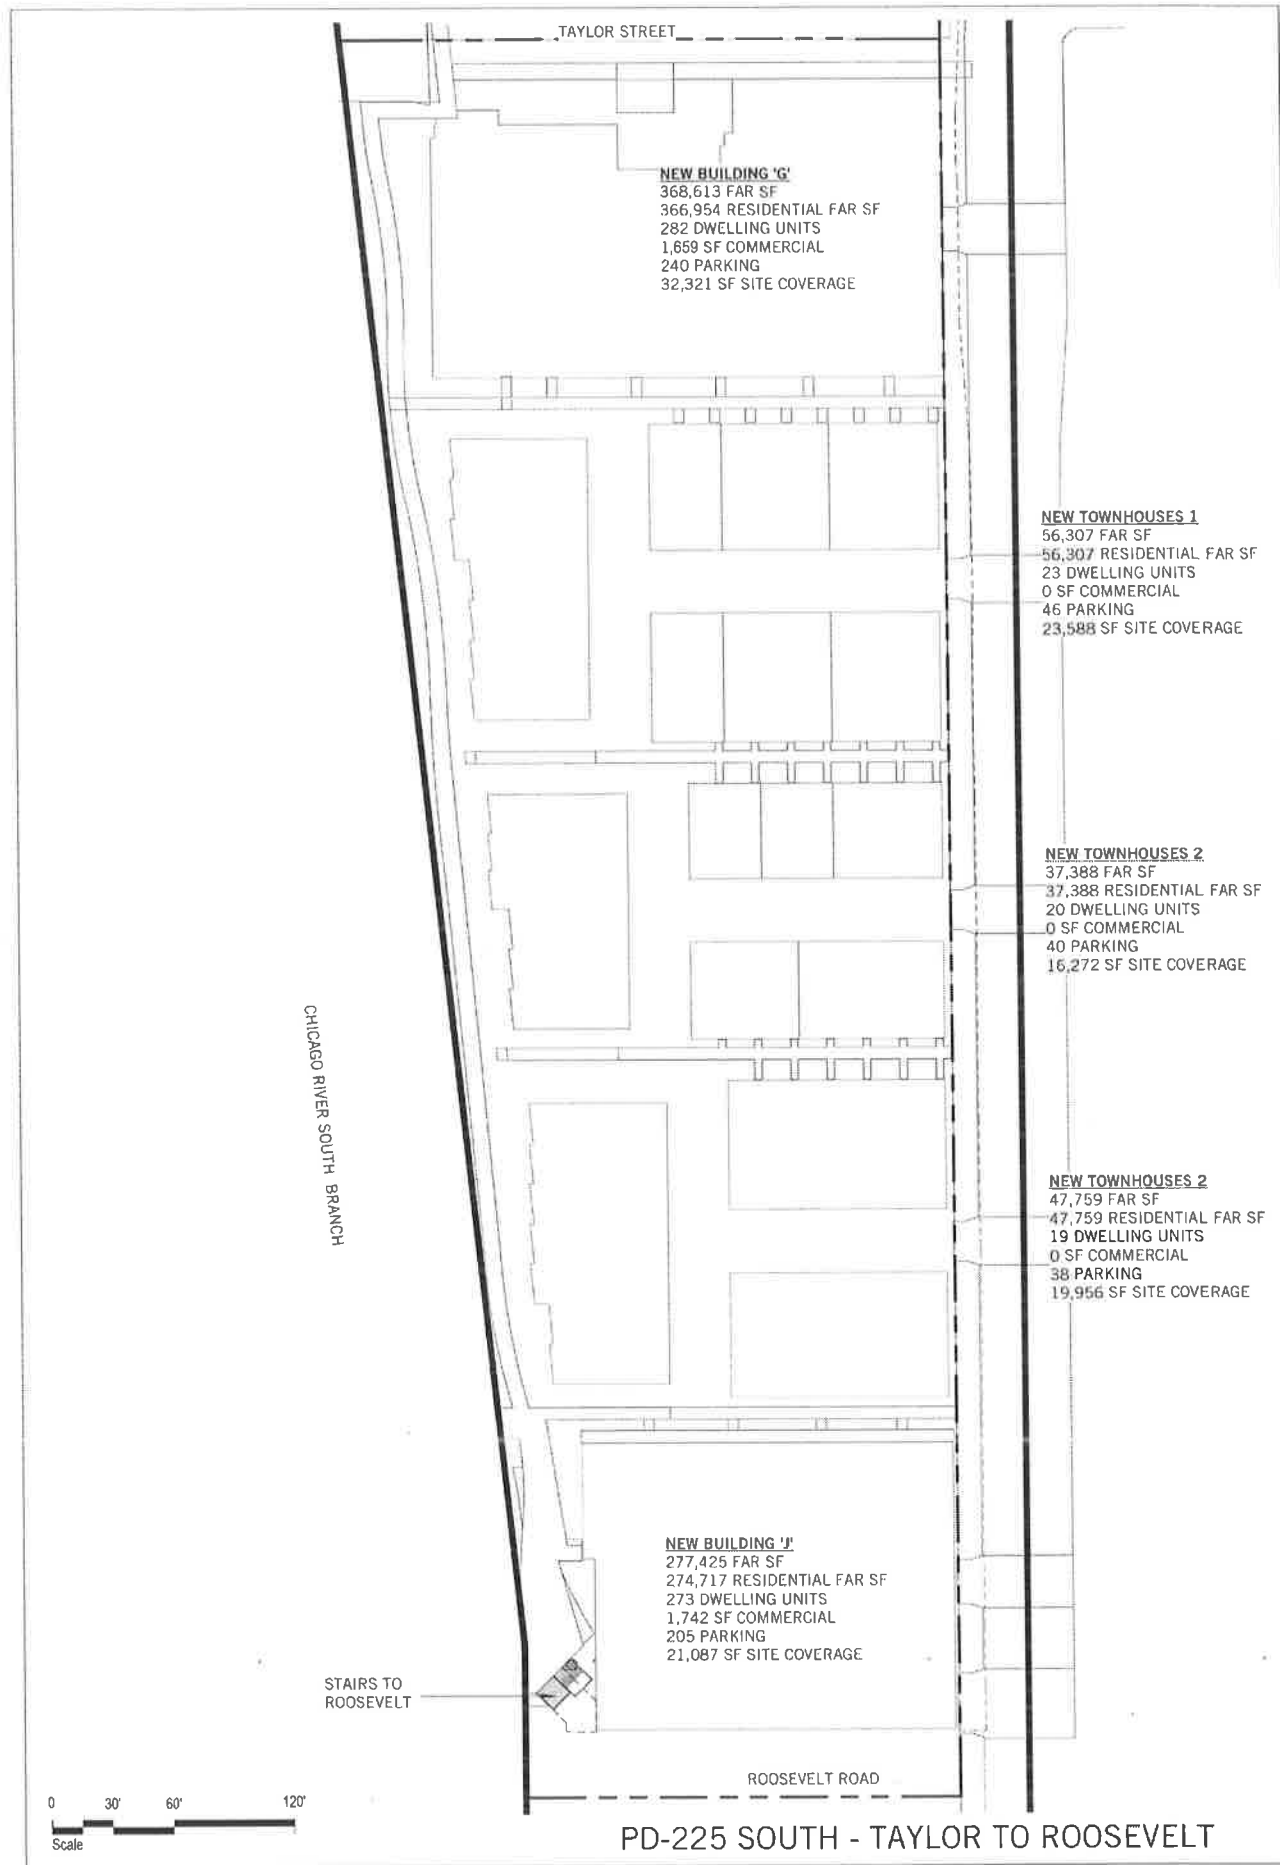 TAYLOR STREET
NEW BUILDING 'G'
368,613 FAR SF
366,954 RESIDENTIAL FAR SF
282 DWELLING UNITS
1,659 SF COMMERCIAL
240 PARKING
32,321 SF SITE COVERAGE
NEW TOWNHOUSES 1
56,307 FAR SF
56,307 RESIDENTIAL FAR SF
23 DWELLING UNITS
0 SF COMMERCIAL
46 PARKING
23,588 SF SITE COVERAGE
NEW TOWNHOUSES 2
37,388 FAR SF
37,388 RESIDENTIAL FAR SF
20 DWELLING UNITS
0 SF COMMERCIAL
40 PARKING
16,272 SF SITE COVERAGE
CHICAGO RIVER SOUTH BRANCH
NEW TOWNHOUSES 2
47,759 FAR SF
47,759 RESIDENTIAL FAR SF
19 DWELLING UNITS
0 SF COMMERCIAL
38 PARKING
19,956 SF SITE COVERAGE
NEW BUILDING 'J'
277,425 FAR SF
274,717 RESIDENTIAL FAR SF
273 DWELLING UNITS
1,742 SF COMMERCIAL
205 PARKING
21,087 SF SITE COVERAGE
STAIRS TO
ROOSEVELT
ROOSEVELT ROAD
0 30' 60' 120'
Scale
PD-225 SOUTH - TAYLOR TO ROOSEVELT